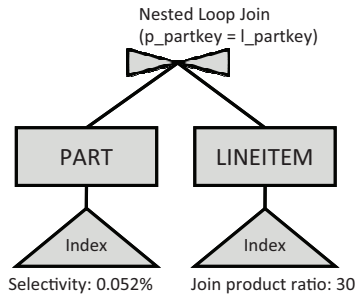 Nested Loop Join
(p_partkey = l_partkey)
PART
LINEITEM
Index
Index
Selectivity: 0.052%
Join product ratio: 30